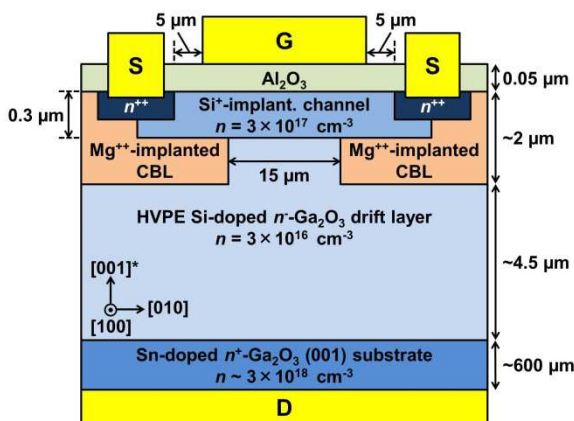 5 μm
5 μm
G
S
S
Al2O3
0.05 μm
n++
n++
Si+-implant. channel
n = 3 × 10^17 cm-3
0.3 μm
Mg++-implanted
CBL
Mg++-implanted
CBL
~2 μm
15 μm
HVPE Si-doped n--Ga2O3 drift layer
n = 3 × 10^16 cm-3
~4.5 μm
[001]*
[010]
[100]
Sn-doped n+-Ga2O3 (001) substrate
n ~ 3 × 10^18 cm-3
~600 μm
D